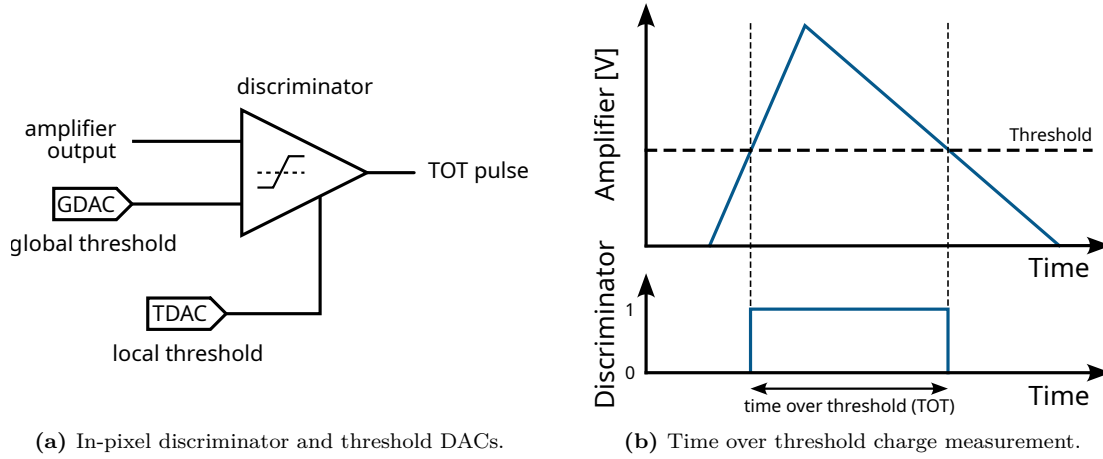 discriminator
amplifier
output
TOT pulse
GDAC
global threshold
TDAC
local threshold
(a) In-pixel discriminator and threshold DACs.
Amplifier [V]
Threshold
Time
Discriminator
1
0
Time
time over threshold (TOT)
(b) Time over threshold charge measurement.